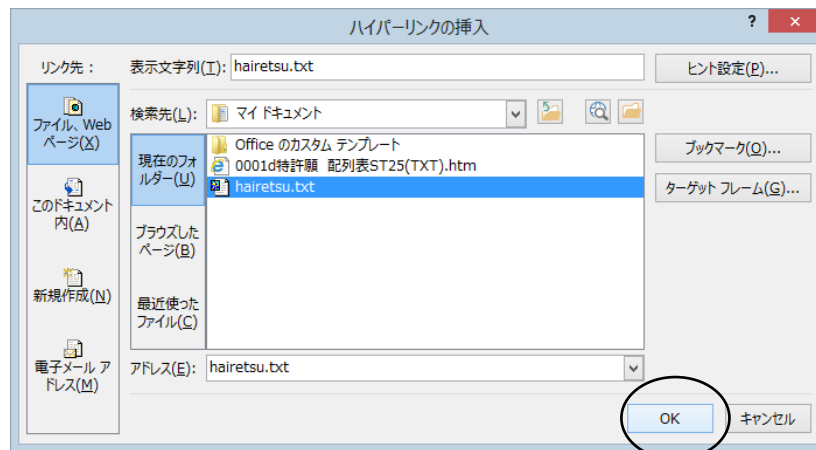 ハイパーリンクの挿入
?
×
リンク先：
表示文字列(T): hairetsu.txt
ヒント設定(P)...
ファイル、Web
ページ(X)
検索先(L): マイ ドキュメント
現在のフォ
ルダー(U)
Office のカスタム テンプレート
0001d特許願 配列表ST25(TXT).htm
hairetsu.txt
ブックマーク(O)...
ターゲット フレーム(G)...
このドキュメント
内(A)
ブラウズした
ページ(B)
新規作成(N)
最近使った
ファイル(C)
電子メール ア
ドレス(M)
アドレス(E): hairetsu.txt
OK
キャンセル